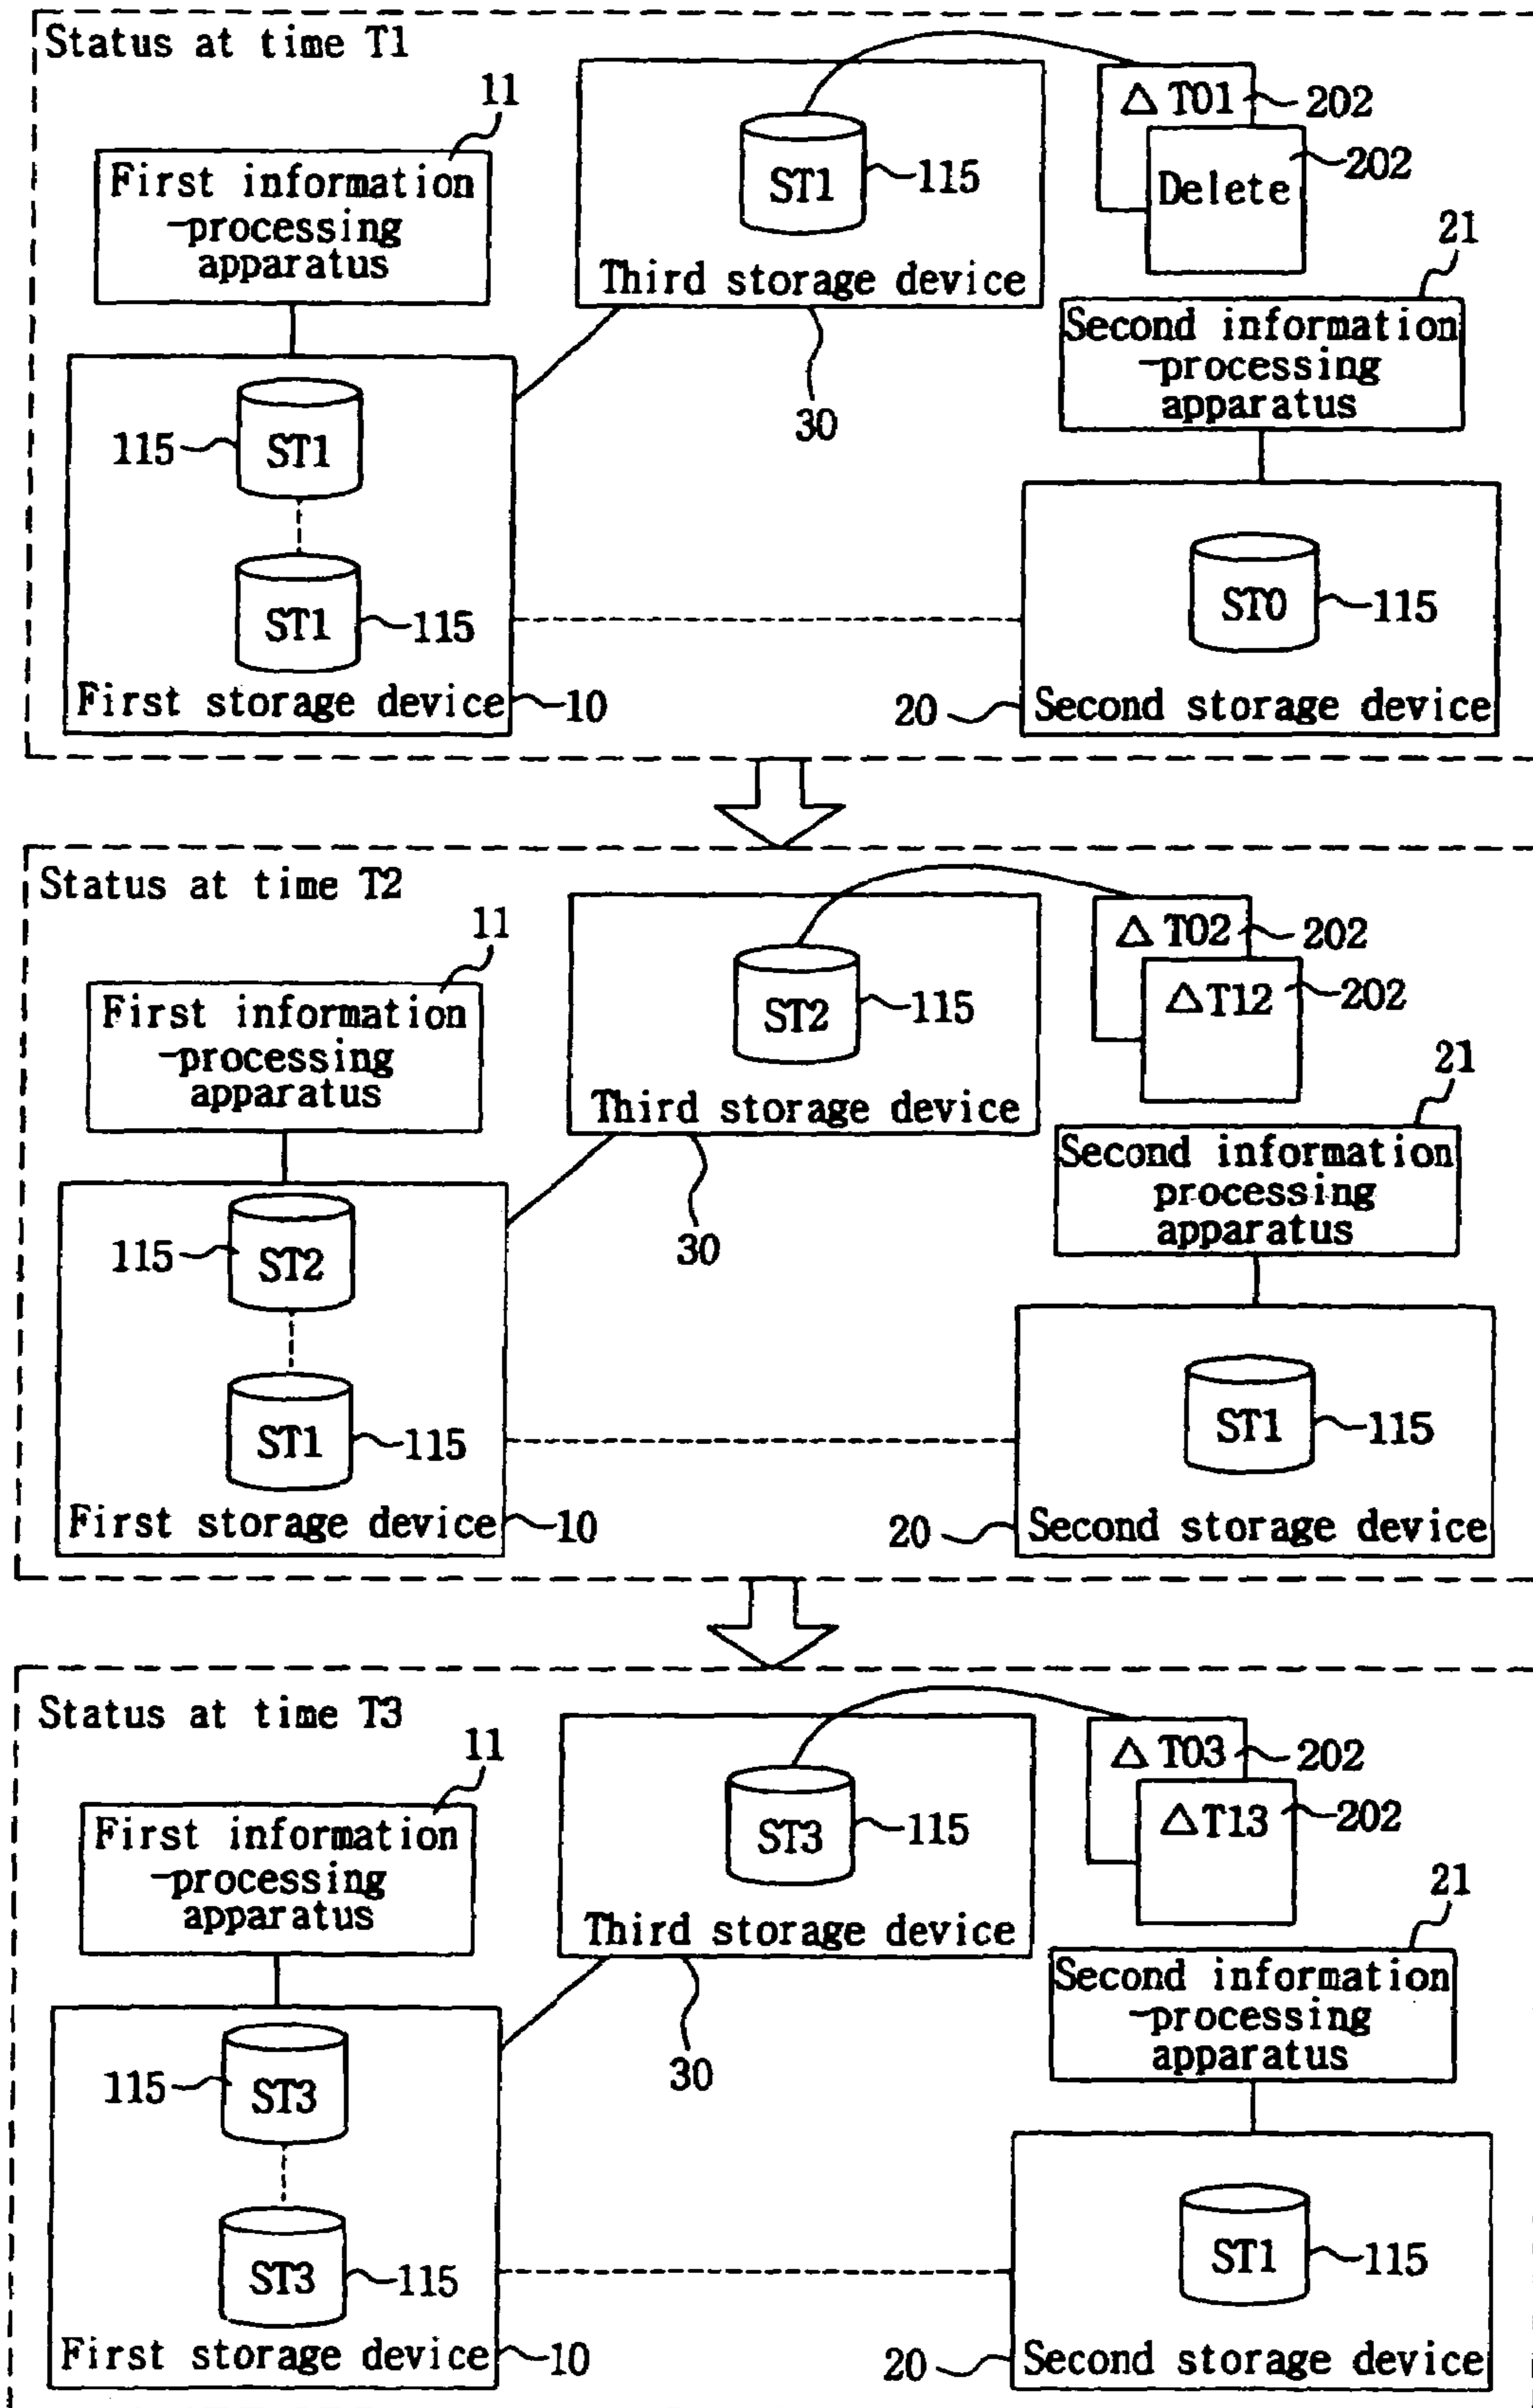 Status at time T1
11
First information
-processing
apparatus
ST1
115
Third storage device
30
△ T01
202
Delete
202
21
Second information
-processing
apparatus
115
ST1
ST1
115
First storage device
10
ST0
115
20
Second storage device
Status at time T2
11
First information
-processing
apparatus
ST2
115
Third storage device
30
△ T02
202
△T12
202
21
Second information
processing
apparatus
115
ST2
ST1
115
First storage device
10
ST1
115
20
Second storage device
Status at time T3
11
First information
-processing
apparatus
ST3
115
Third storage device
30
△ T03
202
△T13
202
21
Second information
-processing
apparatus
115
ST3
ST3
115
First storage device
10
ST1
115
20
Second storage device